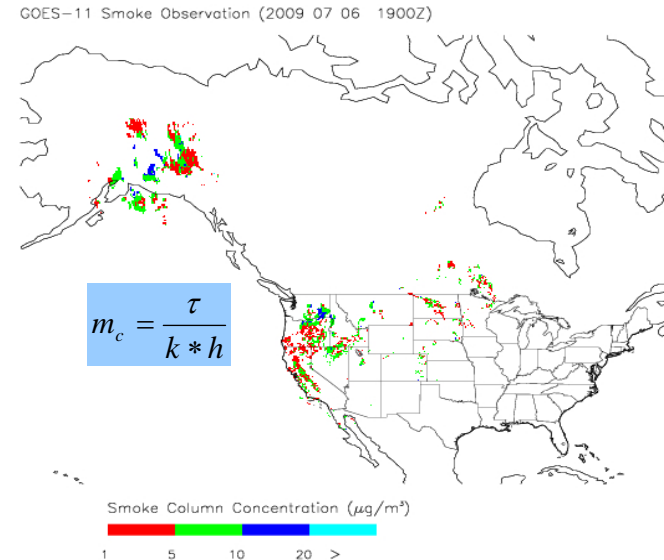 GOES-11 Smoke Observation (2009 07 06 1900Z)
m_c = τ / k * h
Smoke Column Concentration (μg/m³)
1 5 10 20 >